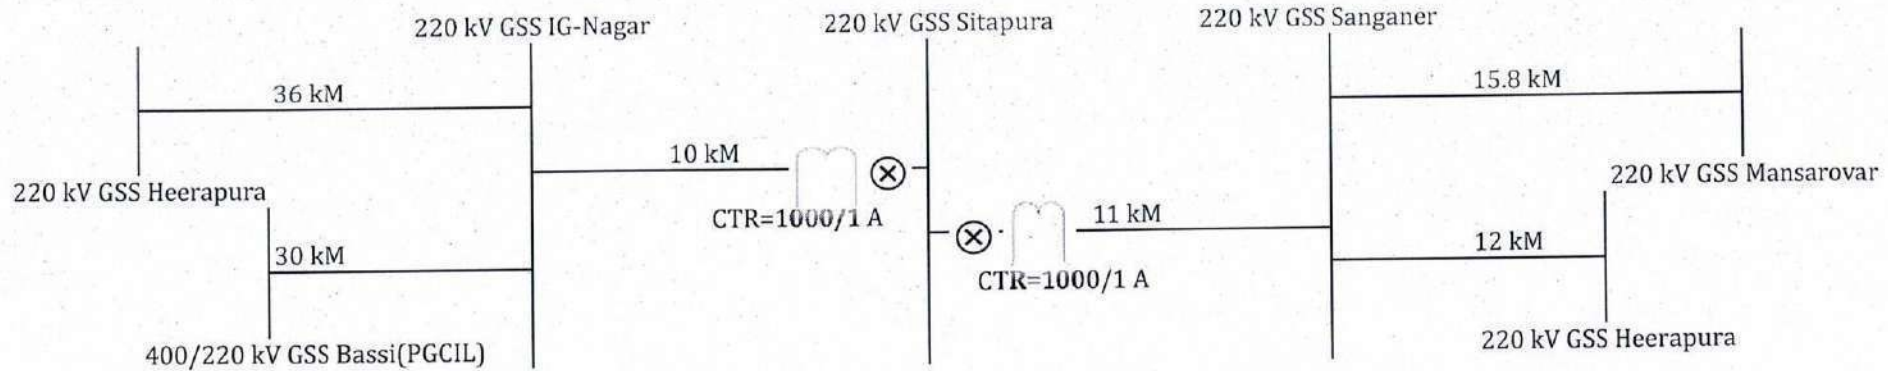 220 kV GSS IG-Nagar
220 kV GSS Sitapura
220 kV GSS Sanganer
36 kM
15.8 kM
10 kM
220 kV GSS Heerapura
CTR=1000/1 A
11 kM
220 kV GSS Mansarovar
30 kM
12 kM
CTR=1000/1 A
400/220 kV GSS Bassi(PGCIL)
220 kV GSS Heerapura